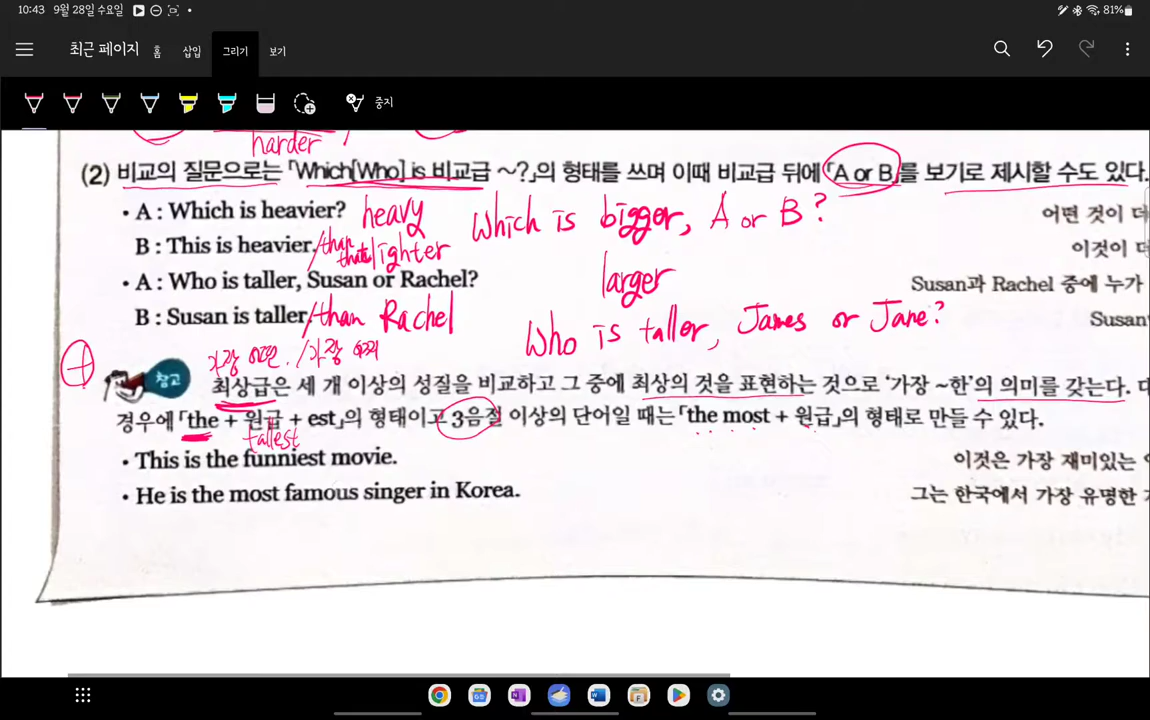 10:43 9월 28일 수요일 81%
최근 페이지 홈 삽입 그리기 보기
중지
harder
(2) 비교의 질문으로는 「Which[Who] is 비교급 ~?」의 형태를 쓰며 이때 비교급 뒤에 「A or B」를 보기로 제시할 수도 있다.
• A : Which is heavier? heavy 어떤 것이 더
Which is bigger, A or B?
B : This is heavier. /than that lighter 이것이 더
• A : Who is taller, Susan or Rachel? larger Susan과 Rachel 중에 누가
B : Susan is taller /than Rachel Susan
Who is taller, James or Jane?
가장 어떤. /가장 하게
참고
최상급은 세 개 이상의 성질을 비교하고 그 중에 최상의 것을 표현하는 것으로 '가장 ~한'의 의미를 갖는다.
경우에 「the + 원급 + est」의 형태이고 3음절 이상의 단어일 때는 「the most + 원급」의 형태로 만들 수 있다.
tallest
• This is the funniest movie. 이것은 가장 재미있는
• He is the most famous singer in Korea. 그는 한국에서 가장 유명한